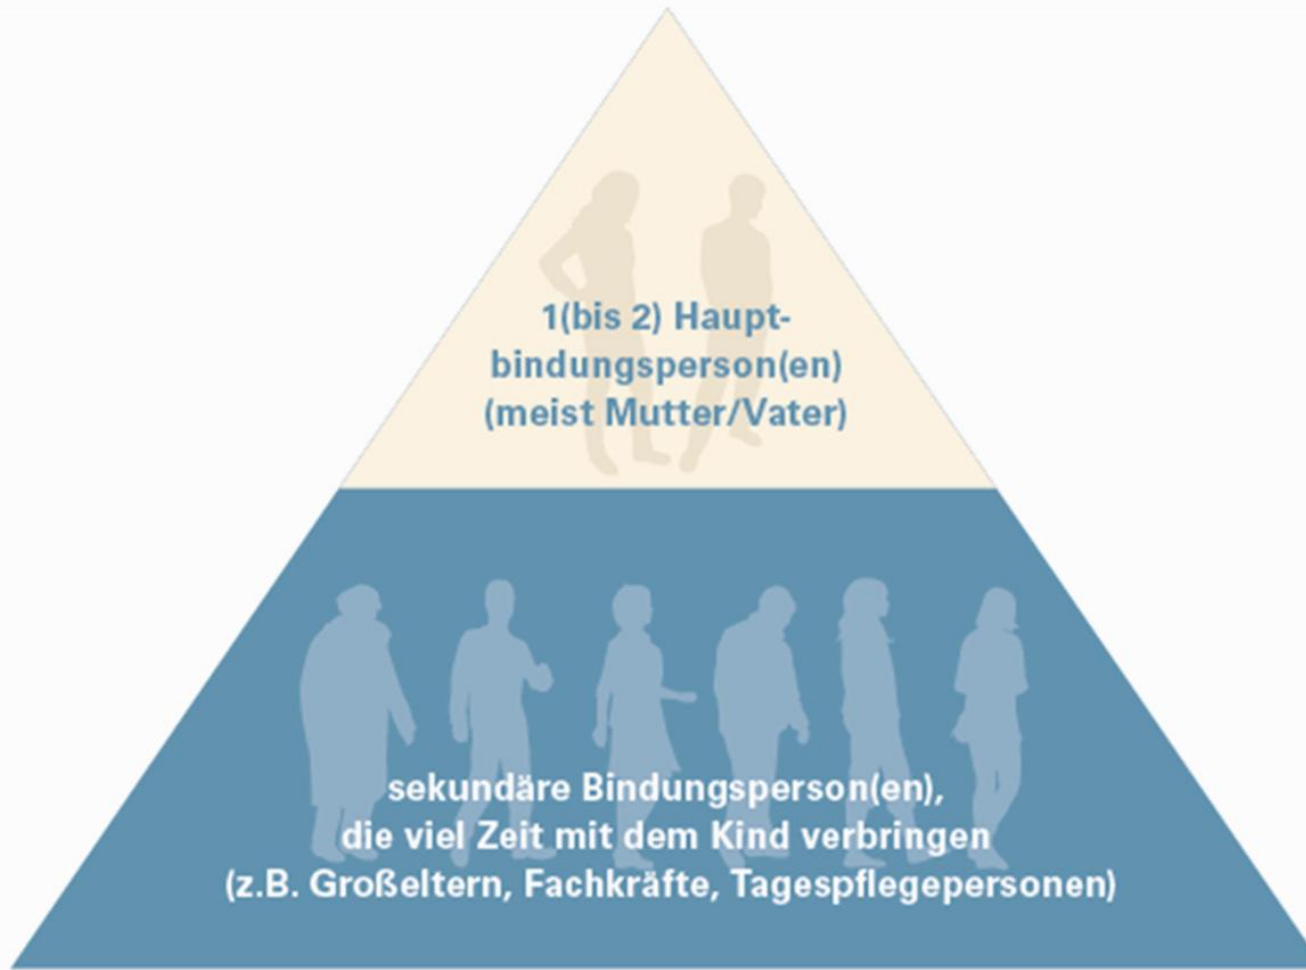 1(bis 2) Haupt-
bindungsperson(en)
(meist Mutter/Vater)
sekundäre Bindungsperson(en),
die viel Zeit mit dem Kind verbringen
(z.B. Großeltern, Fachkräfte, Tagespflegepersonen)